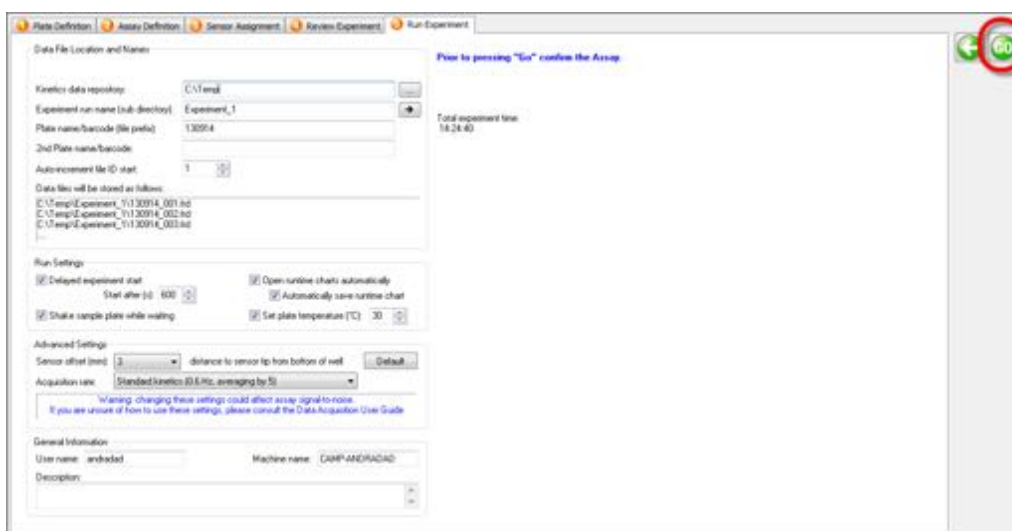 Plate Definition Assay Definition Sensor Assignment Review Experiment Run Experiment
Data File Location and Names
Kinetics data repository: C:\Temp\ ...
Experiment run name (sub directory): Experiment_1
Plate name/barcode (file prefix): 130914
2nd Plate name/barcode:
Auto-increment file ID start: 1
Data files will be stored as follows:
C:\Temp\Experiment_1\130914_001.frd
C:\Temp\Experiment_1\130914_002.frd
C:\Temp\Experiment_1\130914_003.frd
...
Run Settings
Delayed experiment start
Start after (s): 600
Shake sample plate while waiting
Open runtime charts automatically
Automatically save runtime chart
Set plate temperature (°C): 30
Advanced Settings
Sensor offset (mm): 3 distance to sensor tip from bottom of well Default
Acquisition rate: Standard kinetics (0.6 Hz, averaging by 5)
Warning: changing these settings could affect assay signal-to-noise.
If you are unsure of how to use these settings, please consult the Data Acquisition User Guide
General Information
User name: andradad Machine name: CAMP-ANDRADAD
Description:
Prior to pressing "Go" confirm the Assay.
Total experiment time:
14:24:40
GO